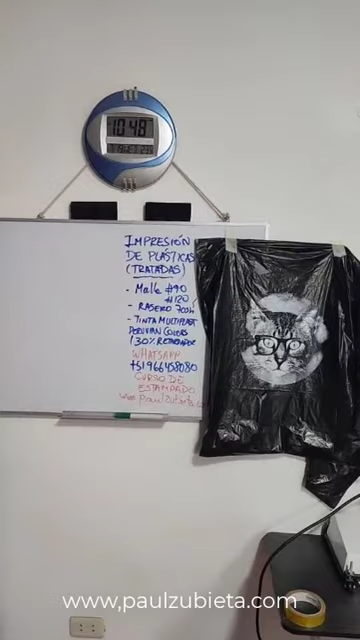 10:48
IMPRESIÓN
DE PLÁSTICAS
(TRATADAS)
- Malla #90
#120
- RASERO 70sh
- TINTA MULTIPLAST
PERUVIAN COLORS
(30% RETARDADOR
WHATSAPP
+51966458080
CURSO DE
ESTAMPADO
www.paulzubieta.com